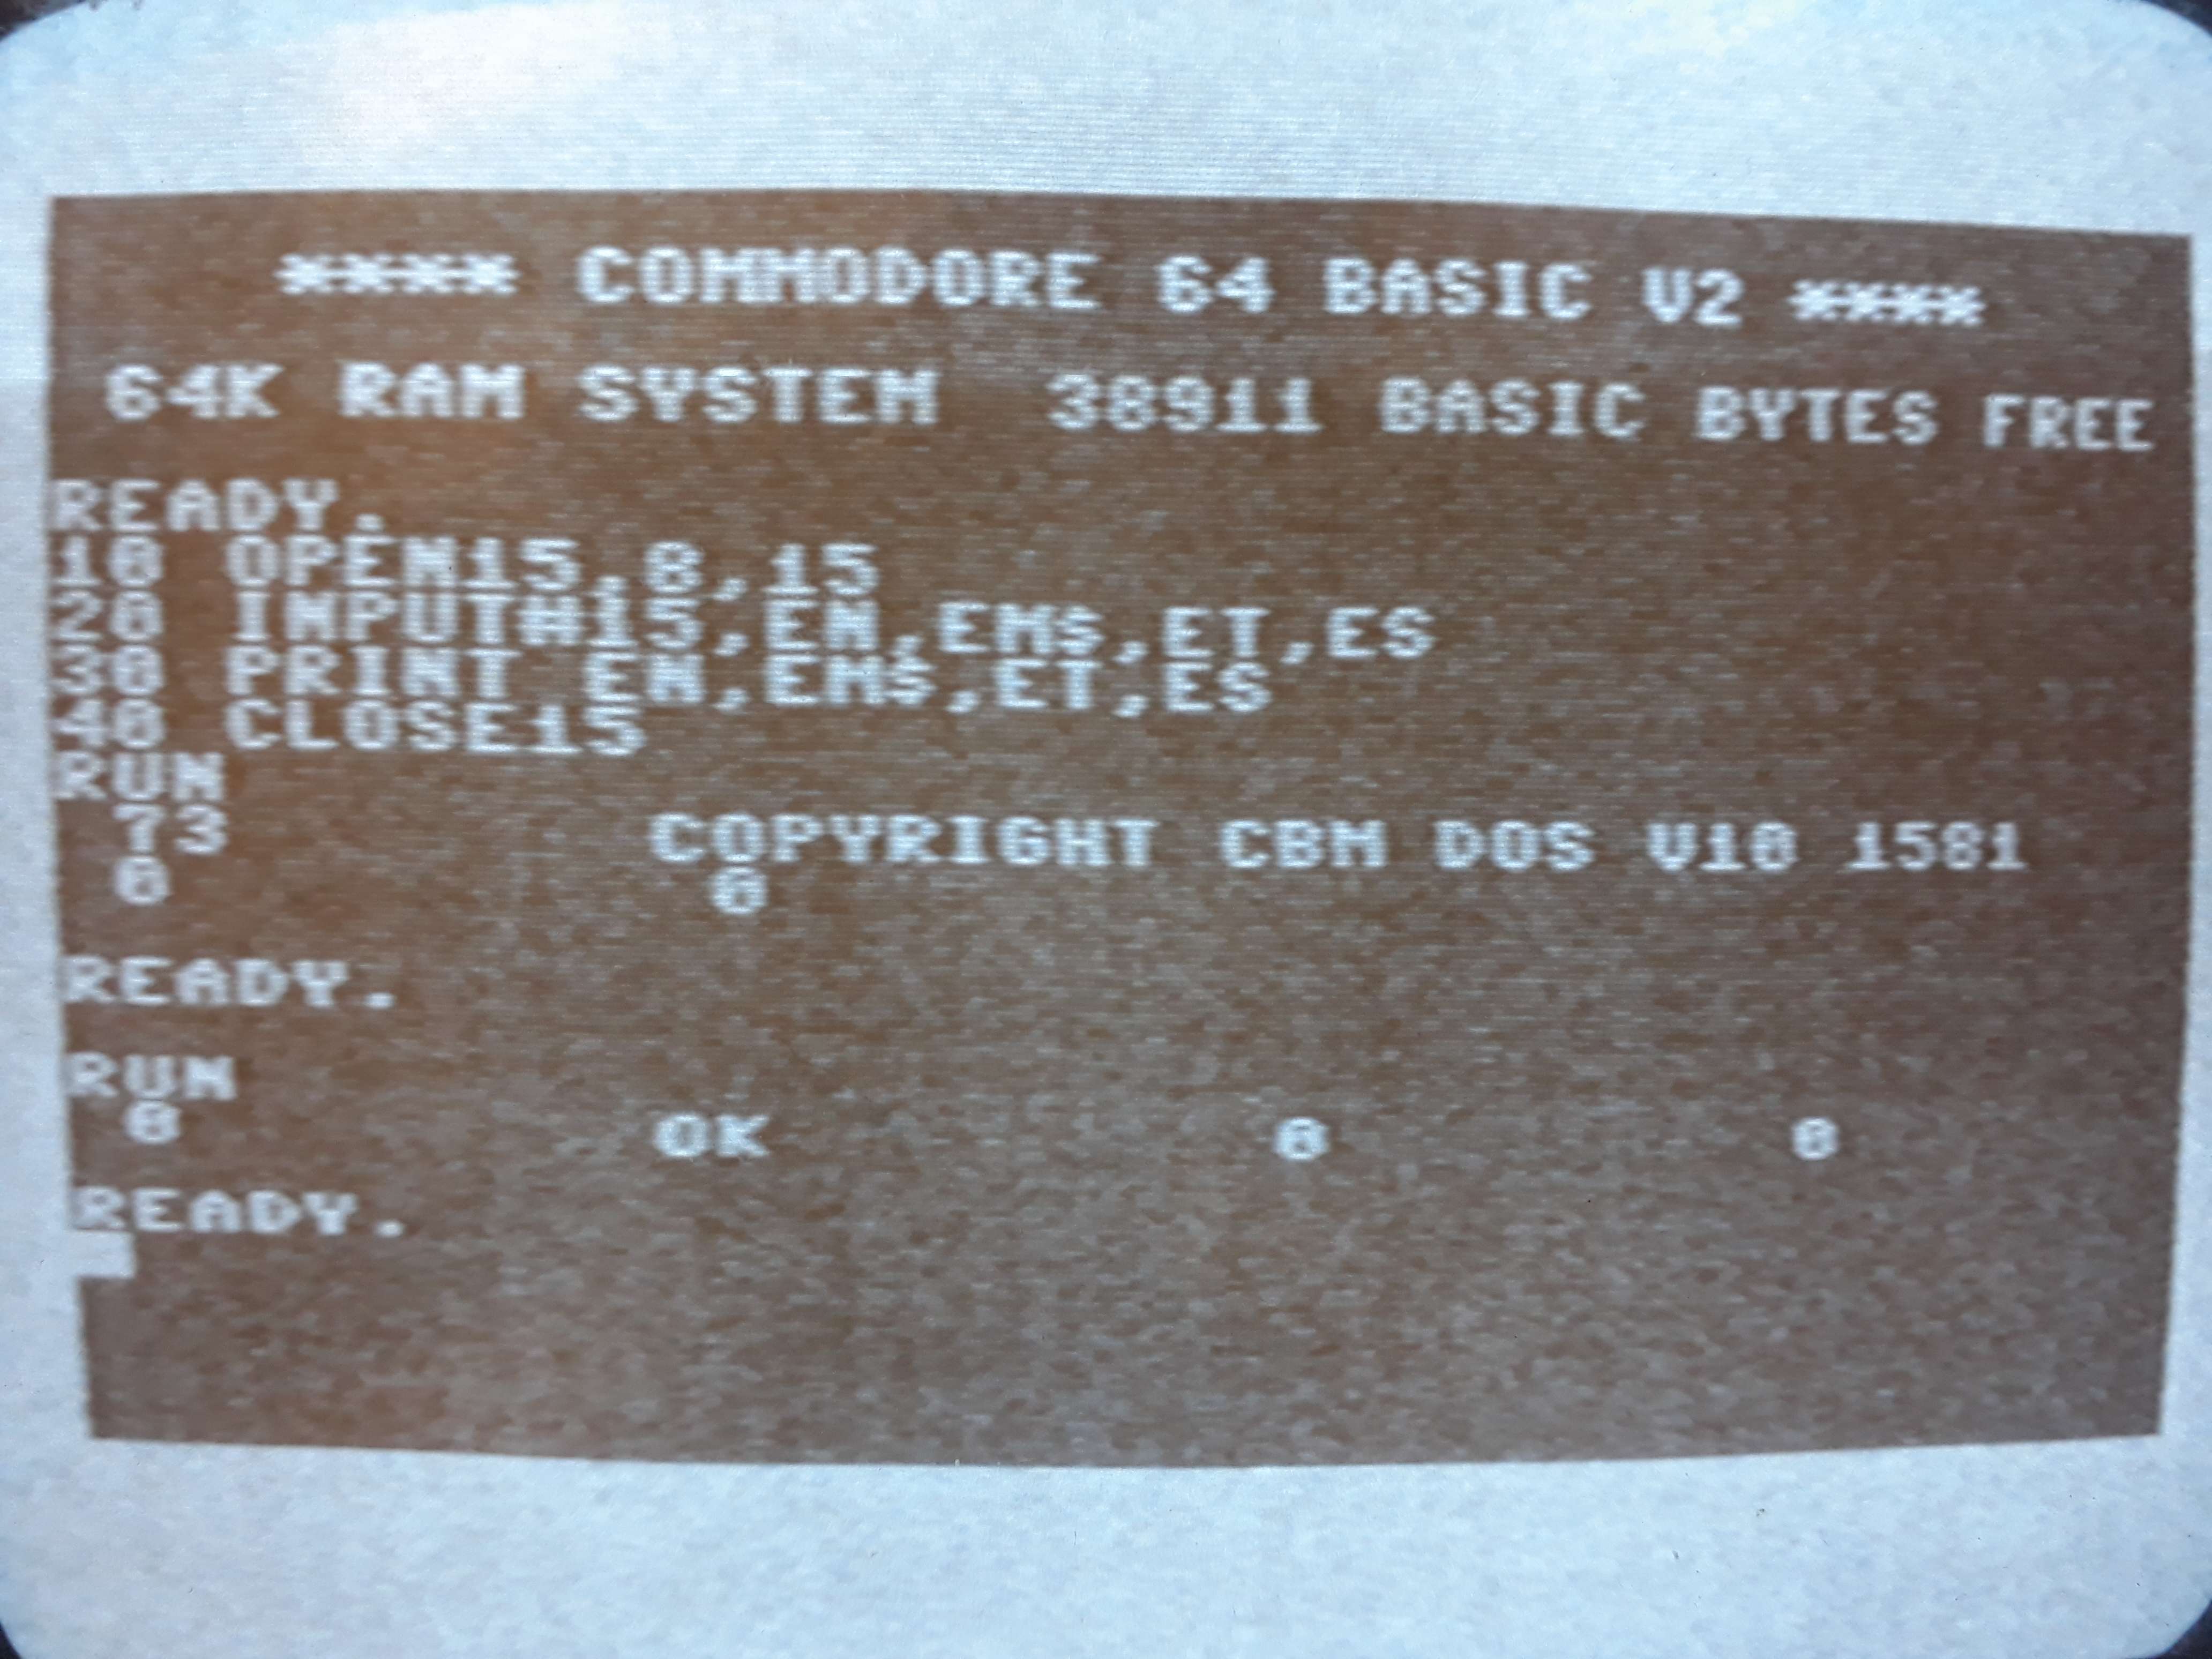 **** COMMODORE 64 BASIC V2 ****
64K RAM SYSTEM  38911 BASIC BYTES FREE
READY.
10 OPEN15,8,15
20 INPUT#15,EN,EM$,ET,ES
30 PRINT EN,EM$,ET,ES
40 CLOSE15
RUN
73 COPYRIGHT CBM DOS V10 1581
0 0
READY.
RUN
0 OK 0 0
READY.